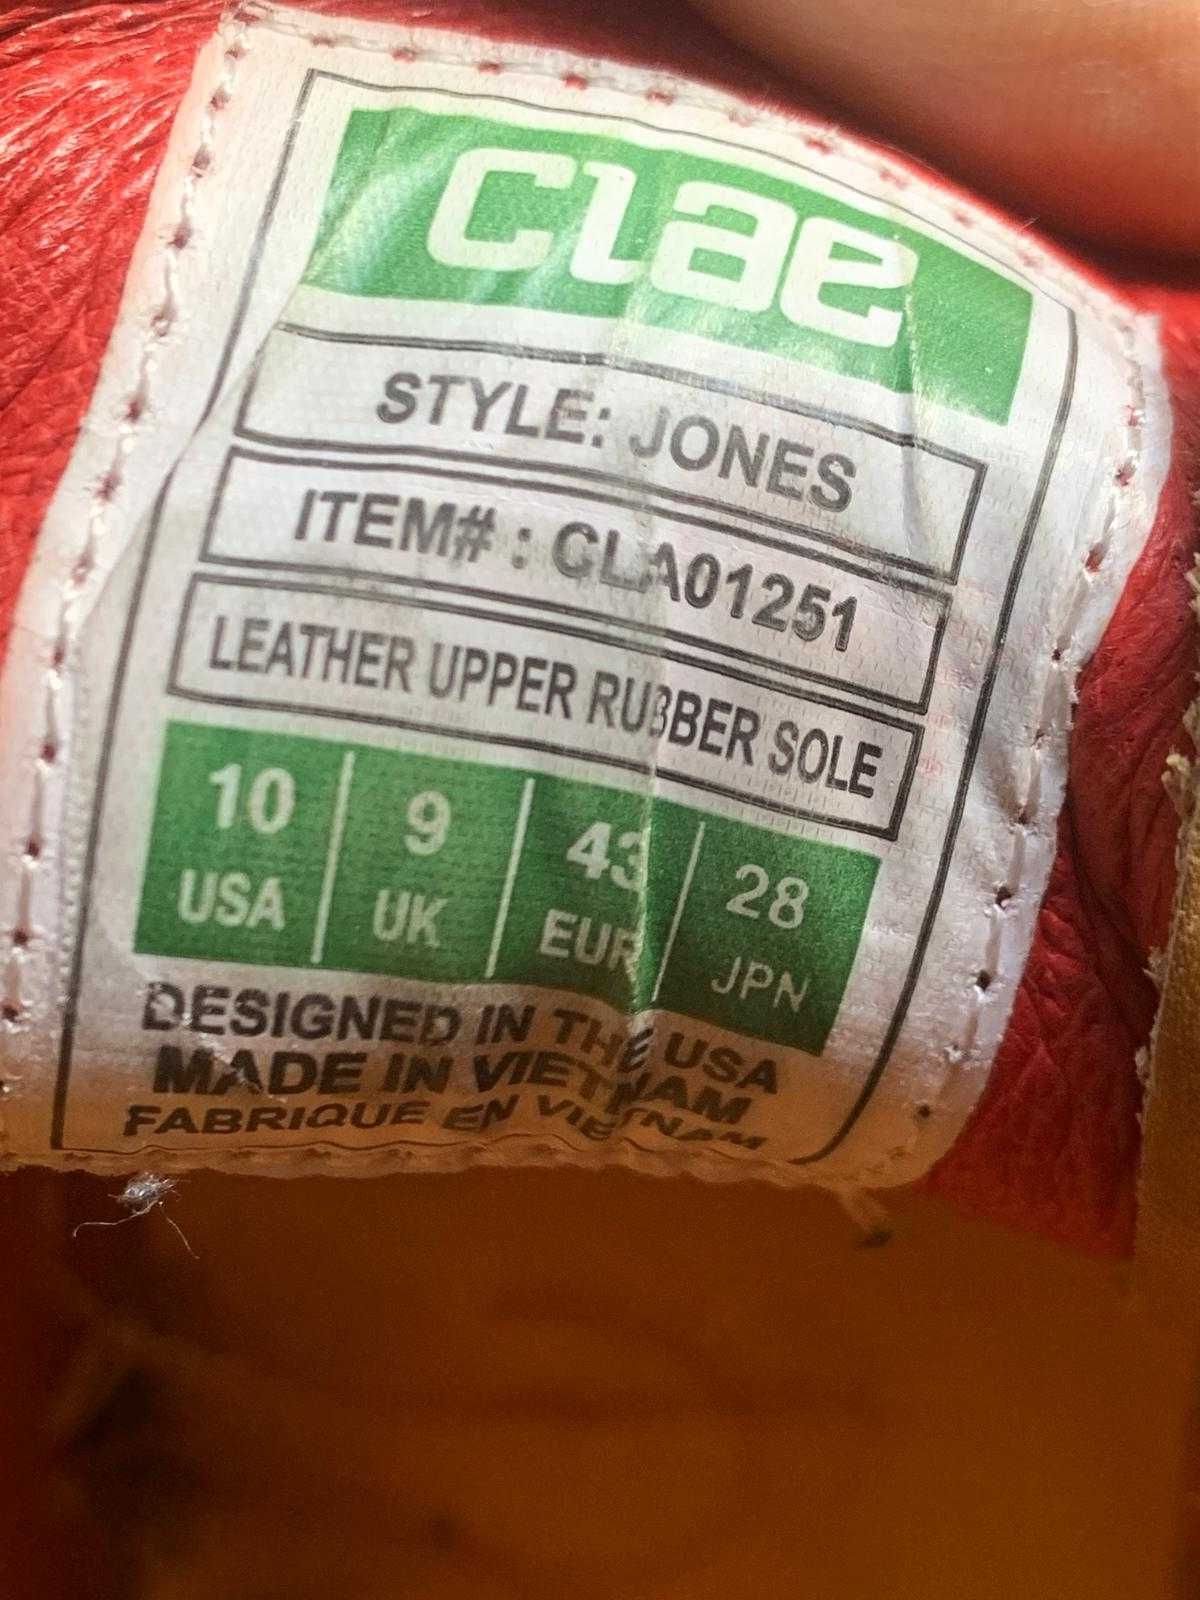 clae
STYLE: JONES
ITEM# : CLA01251
LEATHER UPPER RUBBER SOLE
10 9 43 28
USA UK EUR JPN
DESIGNED IN THE USA
MADE IN VIETNAM
FABRIQUE EN VIETNAM